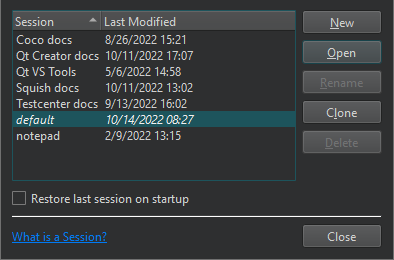 Session Last Modified
Coco docs 8/26/2022 15:21
Qt Creator docs 10/11/2022 17:07
Qt VS Tools 5/6/2022 14:58
Squish docs 10/11/2022 13:02
Testcenter docs 9/13/2022 16:02
default 10/14/2022 08:27
notepad 2/9/2022 13:15
New
Open
Rename
Clone
Delete
Restore last session on startup
What is a Session?
Close